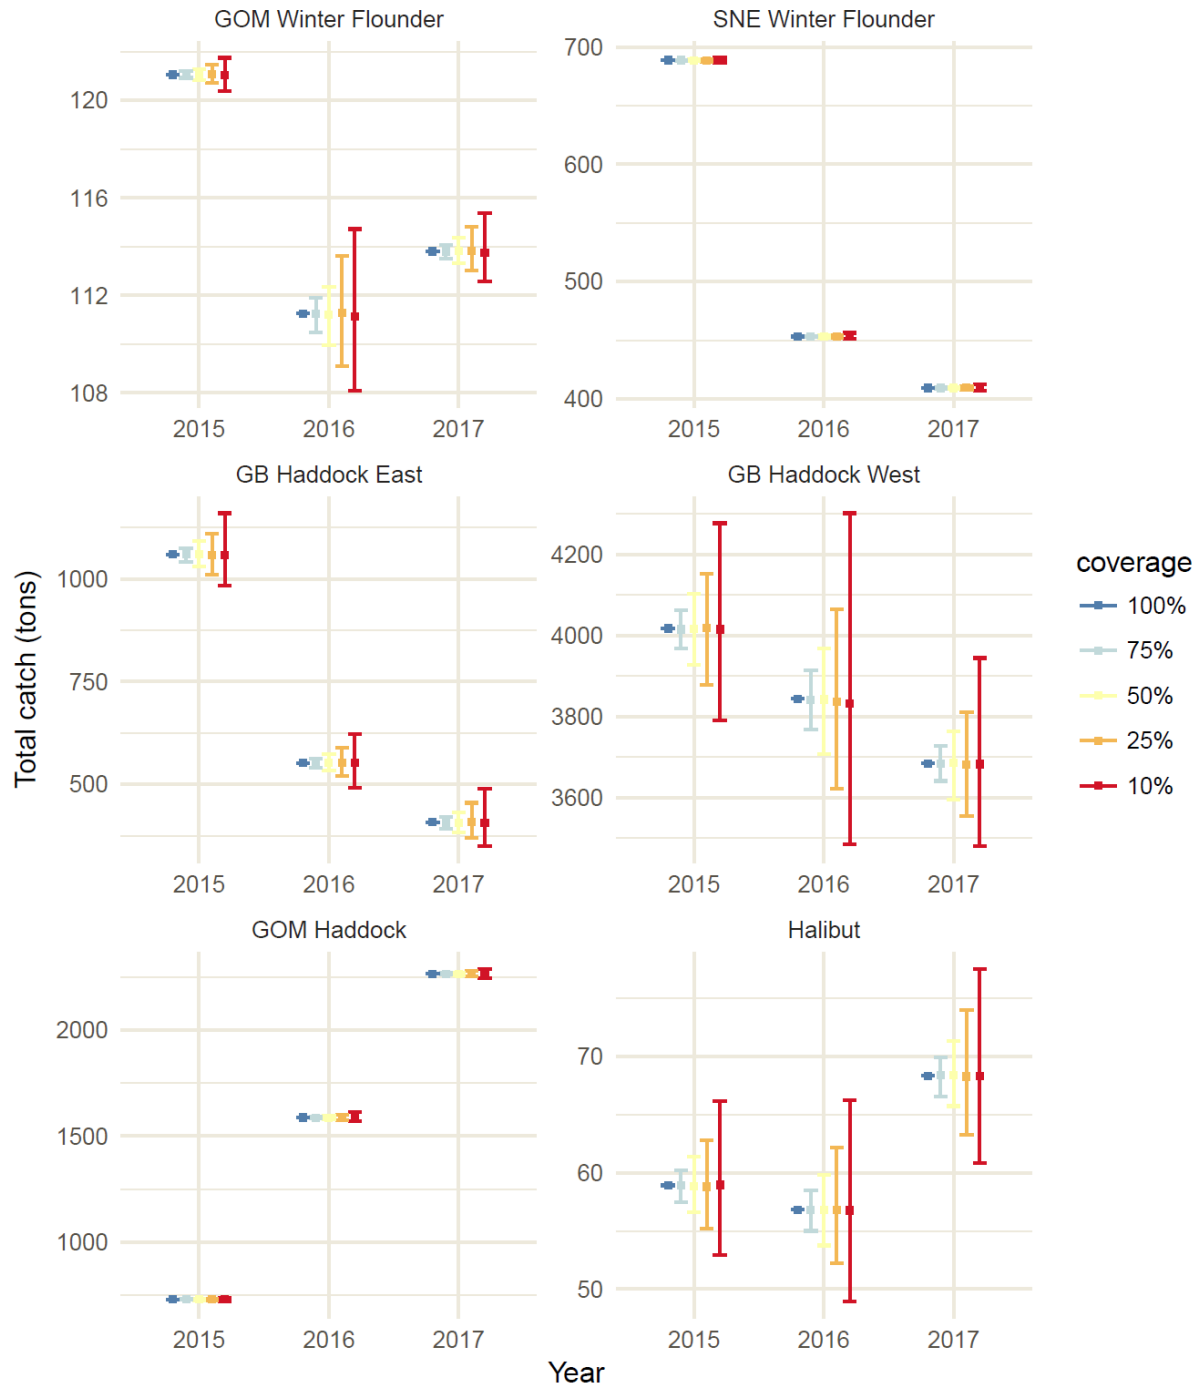 GOM Winter Flounder
SNE Winter Flounder
120
116
112
108
2015 2016 2017
700
600
500
400
2015 2016 2017
GB Haddock East
GB Haddock West
1000
750
500
2015 2016 2017
4200
4000
3800
3600
2015 2016 2017
GOM Haddock
Halibut
2000
1500
1000
2015 2016 2017
70
60
50
2015 2016 2017
Total catch (tons)
Year
coverage
100%
75%
50%
25%
10%